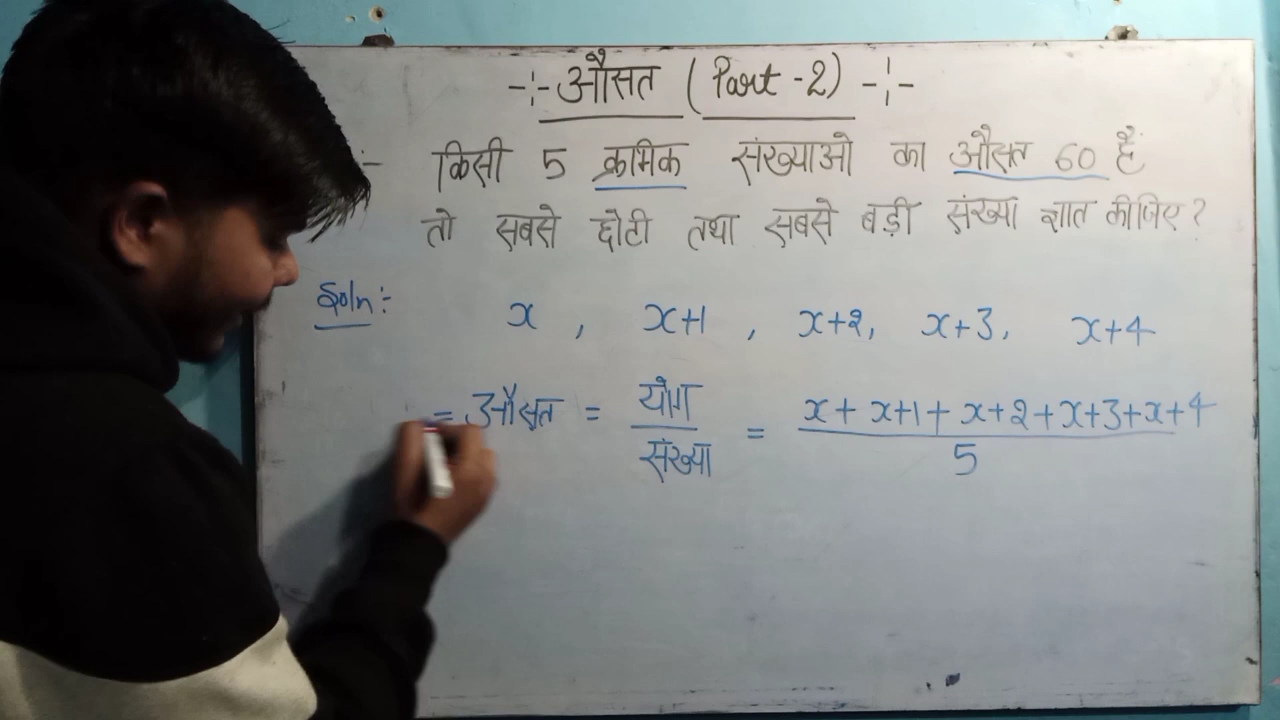 -:- औसत ( Part -2 ) -:-
:- किसी 5 क्रमिक संख्याओ का औसत 60 है
तो सबसे छोटी तथा सबसे बड़ी संख्या ज्ञात कीजिए ?
Soln :- x , x+1 , x+2, x+3, x+4
= औसत = योग / संख्या = x + x+1 + x+2 + x+3 + x+4 / 5